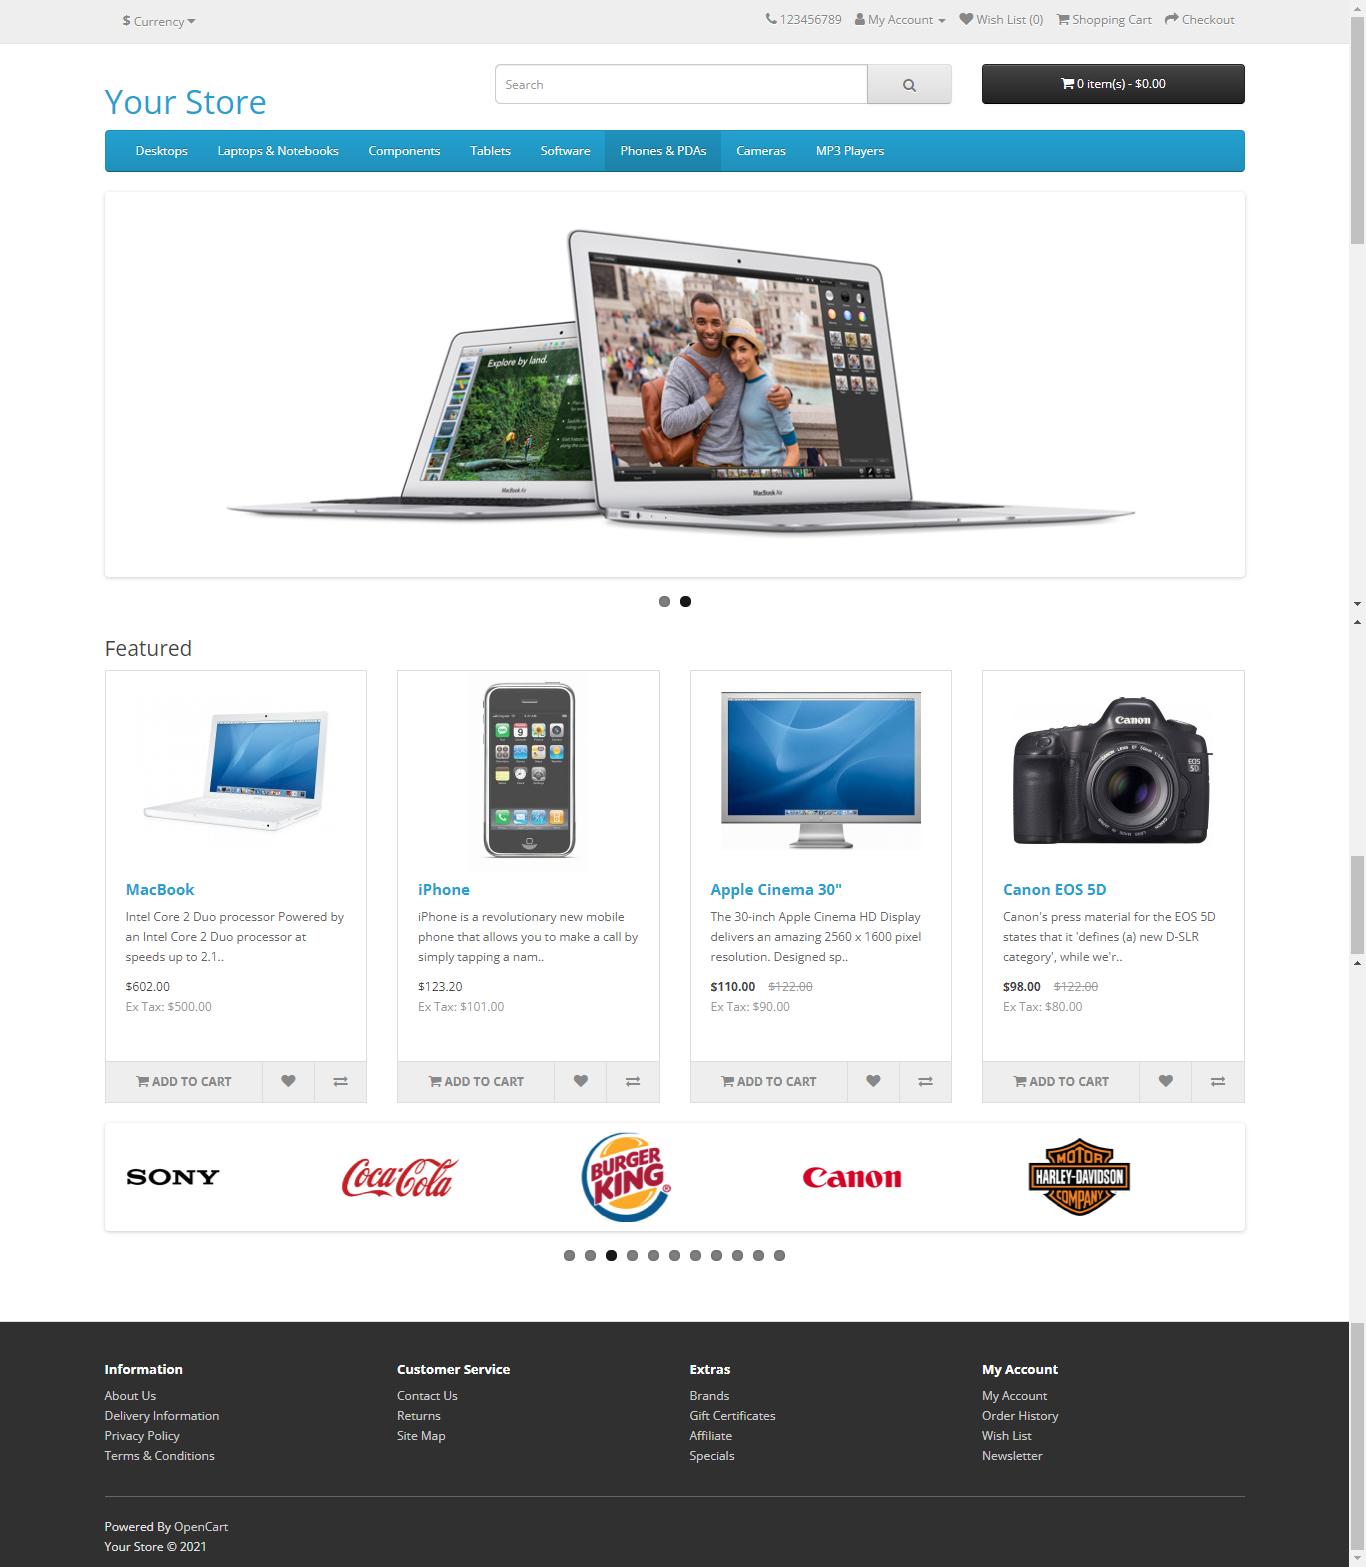 $ Currency
123456789 My Account Wish List (0) Shopping Cart Checkout
Your Store
Search
0 item(s) - $0.00
Desktops Laptops & Notebooks Components Tablets Software Phones & PDAs Cameras MP3 Players
Explore by land.
MacBook Air
MacBook Air
Featured
Canon
EOS
5D
MacBook
Intel Core 2 Duo processor Powered by
an Intel Core 2 Duo processor at
speeds up to 2.1..
$602.00
Ex Tax: $500.00
ADD TO CART
iPhone
iPhone is a revolutionary new mobile
phone that allows you to make a call by
simply tapping a nam..
$123.20
Ex Tax: $101.00
ADD TO CART
Apple Cinema 30"
The 30-inch Apple Cinema HD Display
delivers an amazing 2560 x 1600 pixel
resolution. Designed sp..
$110.00 $122.00
Ex Tax: $90.00
ADD TO CART
Canon EOS 5D
Canon's press material for the EOS 5D
states that it 'defines (a) new D-SLR
category', while we'r..
$98.00 $122.00
Ex Tax: $80.00
ADD TO CART
SONY
Coca-Cola
BURGER
KING
Canon
MOTOR
HARLEY-DAVIDSON
COMPANY
Information
About Us
Delivery Information
Privacy Policy
Terms & Conditions
Customer Service
Contact Us
Returns
Site Map
Extras
Brands
Gift Certificates
Affiliate
Specials
My Account
My Account
Order History
Wish List
Newsletter
Powered By OpenCart
Your Store © 2021